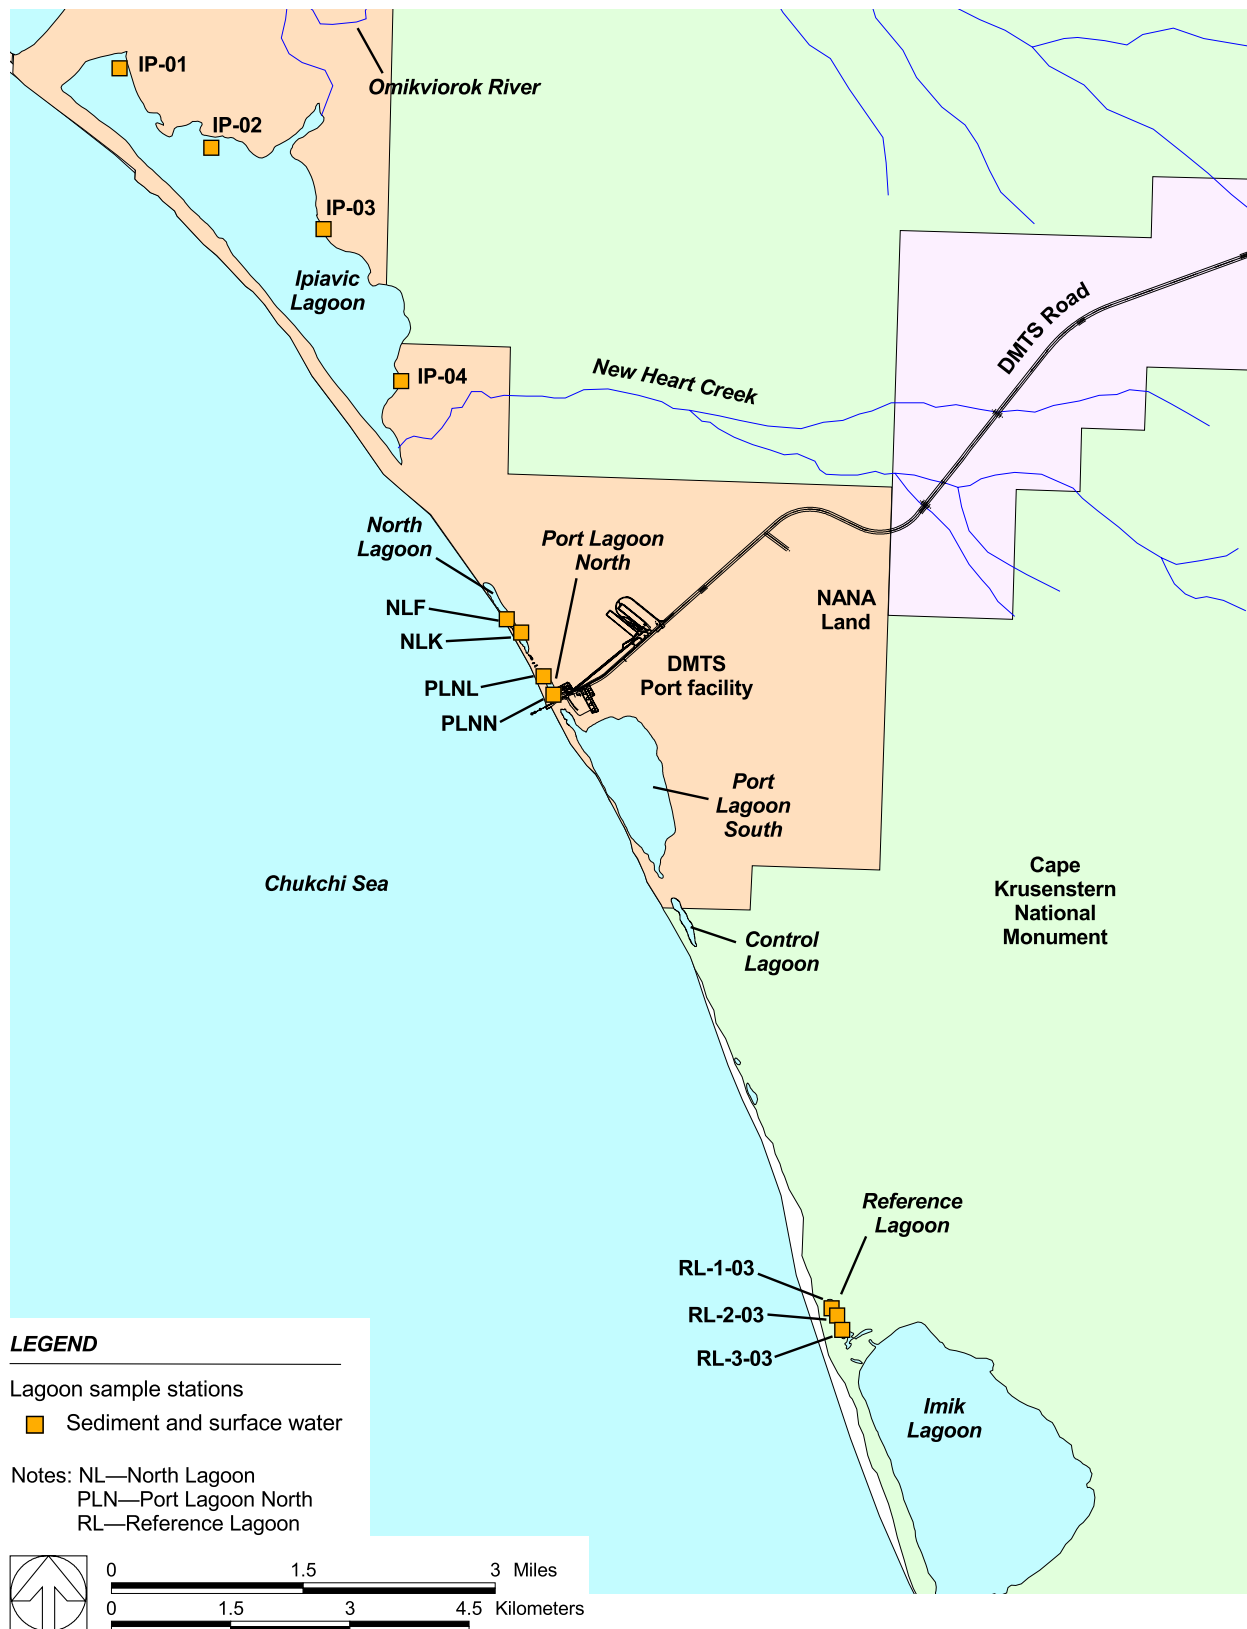 IP-01
Omikviorok River
IP-02
IP-03
Ipiavic
Lagoon
DMTS Road
New Heart Creek
IP-04
North
Lagoon
Port Lagoon
North
NLF
NLK
NANA
Land
DMTS
Port facility
PLNL
PLNN
Port
Lagoon
South
Chukchi Sea
Cape
Krusenstern
National
Monument
Control
Lagoon
Reference
Lagoon
RL-1-03
RL-2-03
RL-3-03
Imik
Lagoon
LEGEND
Lagoon sample stations
Sediment and surface water
Notes: NL—North Lagoon
PLN—Port Lagoon North
RL—Reference Lagoon
0 1.5 3 Miles
0 1.5 3 4.5 Kilometers